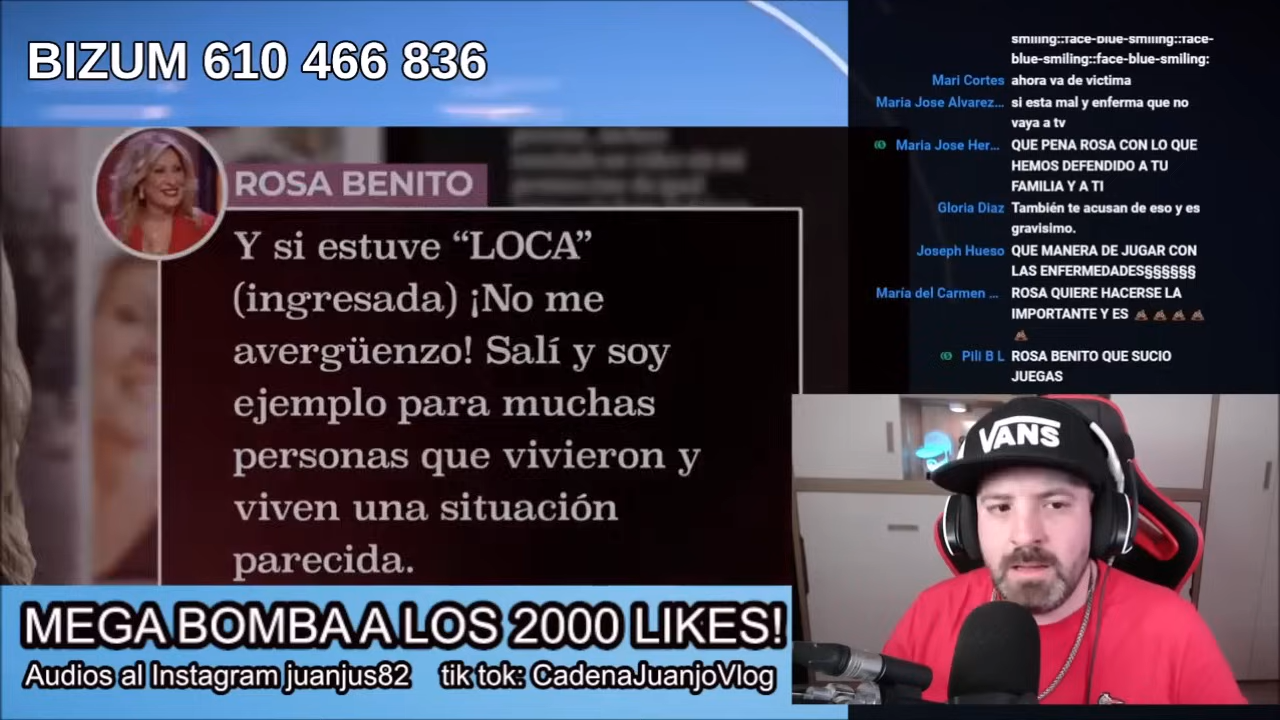 BIZUM 610 466 836
ROSA BENITO
Y si estuve “LOCA”
(ingresada) ¡No me
avergüenzo! Salí y soy
ejemplo para muchas
personas que vivieron y
viven una situación
parecida.
MEGA BOMBA A LOS 2000 LIKES!
Audios al Instagram juanjus82 tik tok: CadenaJuanjoVlog
smiling::face-blue-smiling::face-
blue-smiling::face-blue-smiling:
Mari Cortes ahora va de victima
Maria Jose Alvarez... si esta mal y enferma que no
vaya a tv
Maria Jose Her... QUE PENA ROSA CON LO QUE
HEMOS DEFENDIDO A TU
FAMILIA Y A TI
Gloria Diaz También te acusan de eso y es
gravisimo.
Joseph Hueso QUE MANERA DE JUGAR CON
LAS ENFERMEDADES§§§§§§
María del Carmen ... ROSA QUIERE HACERSE LA
IMPORTANTE Y ES 💩💩💩💩
💩
Pili B L ROSA BENITO QUE SUCIO
JUEGAS
VANS